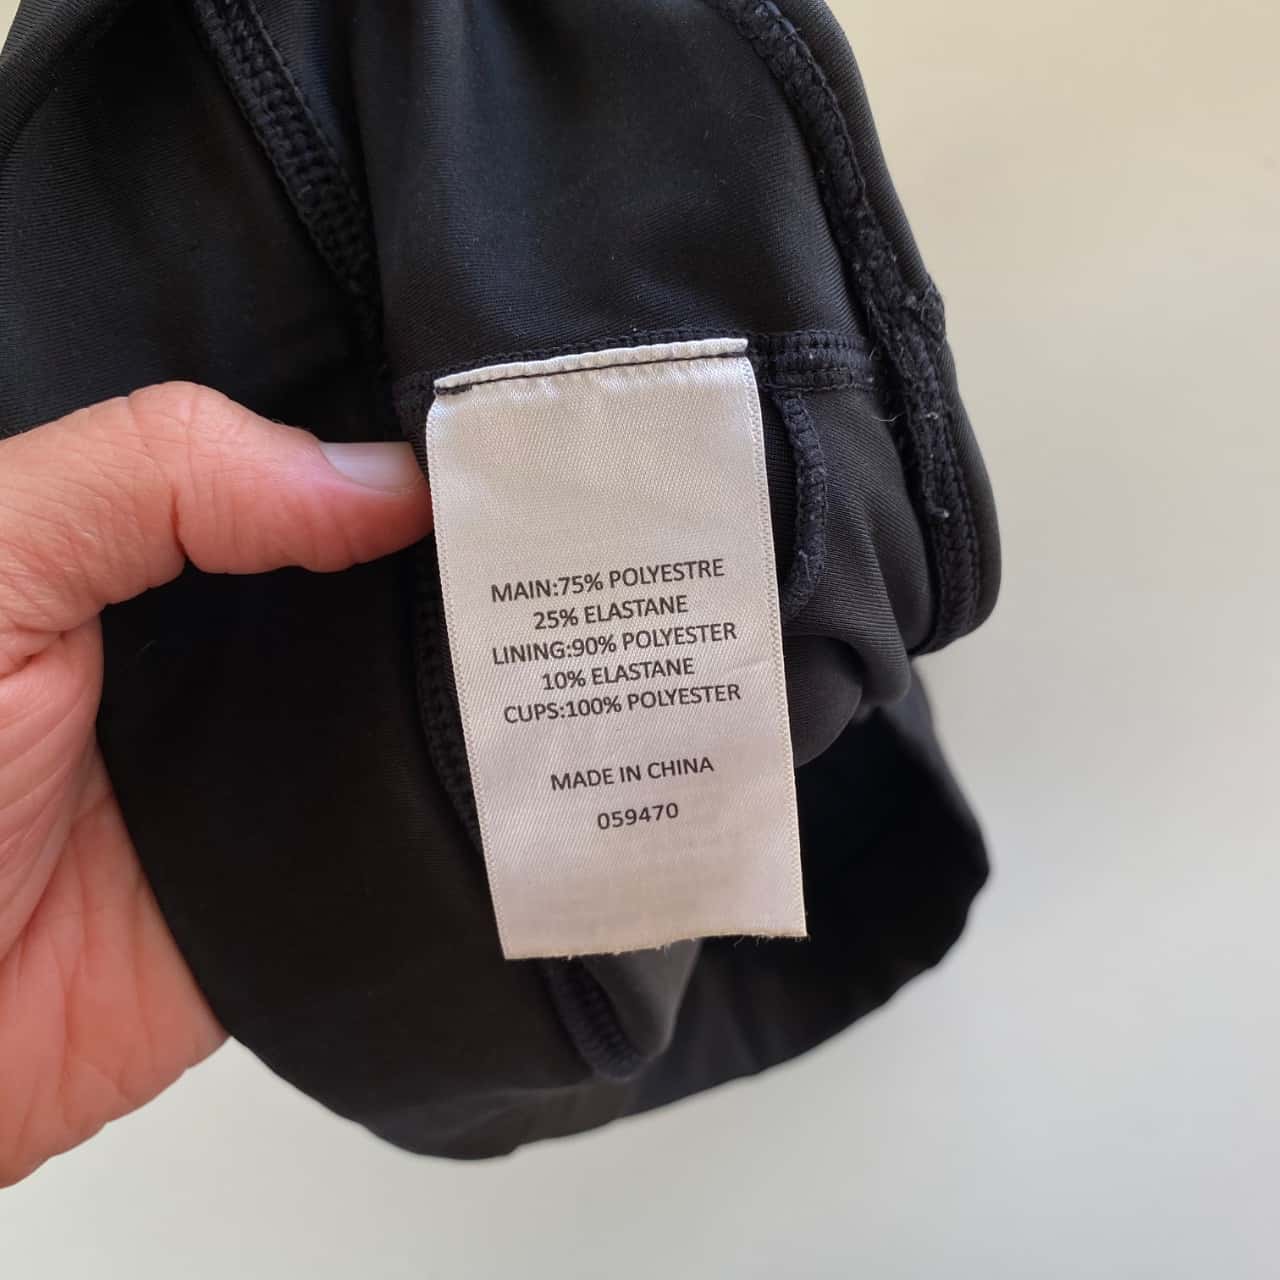 MAIN:75% POLYESTRE
25% ELASTANE
LINING:90% POLYESTER
10% ELASTANE
CUPS:100% POLYESTER
MADE IN CHINA
059470